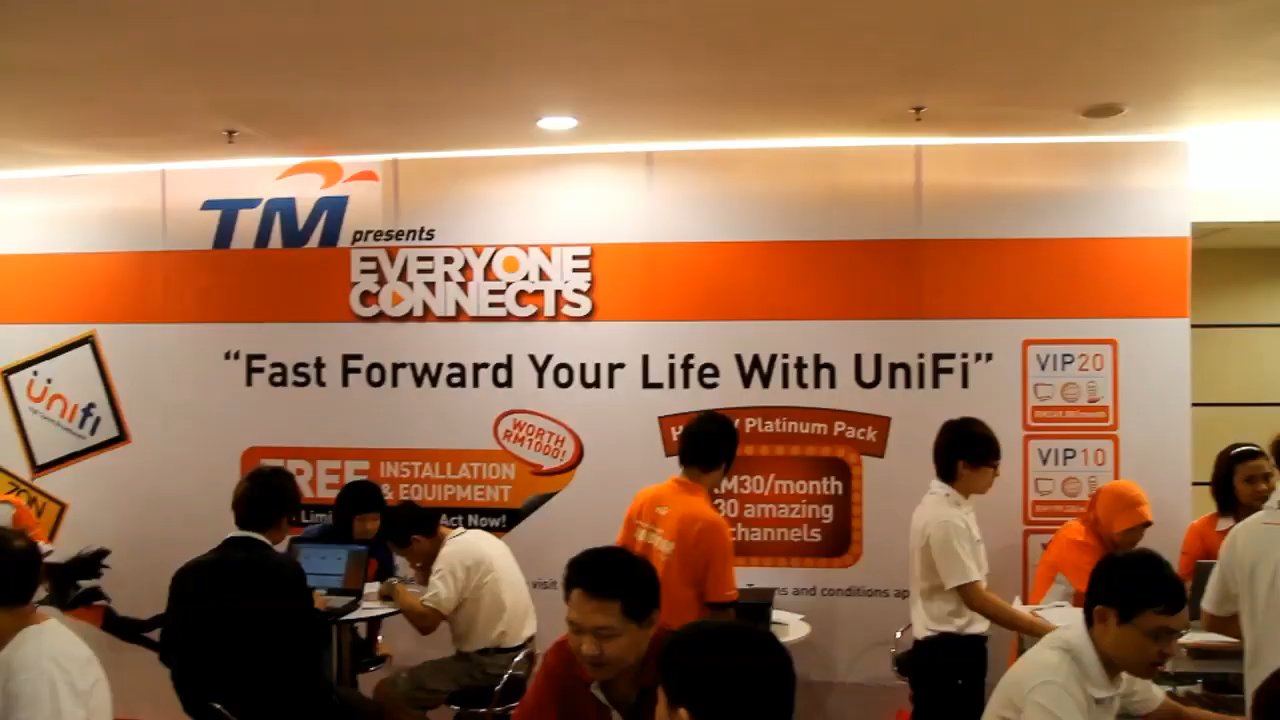 TM
presents
EVERYONE
CONNECTS
“Fast Forward Your Life With UniFi”
unifi
ZON
WORTH
RM1000!
FREE INSTALLATION
& EQUIPMENT
Act Now!
Platinum Pack
RM30/month
30 amazing
channels
VIP20
VIP10
visit
and conditions